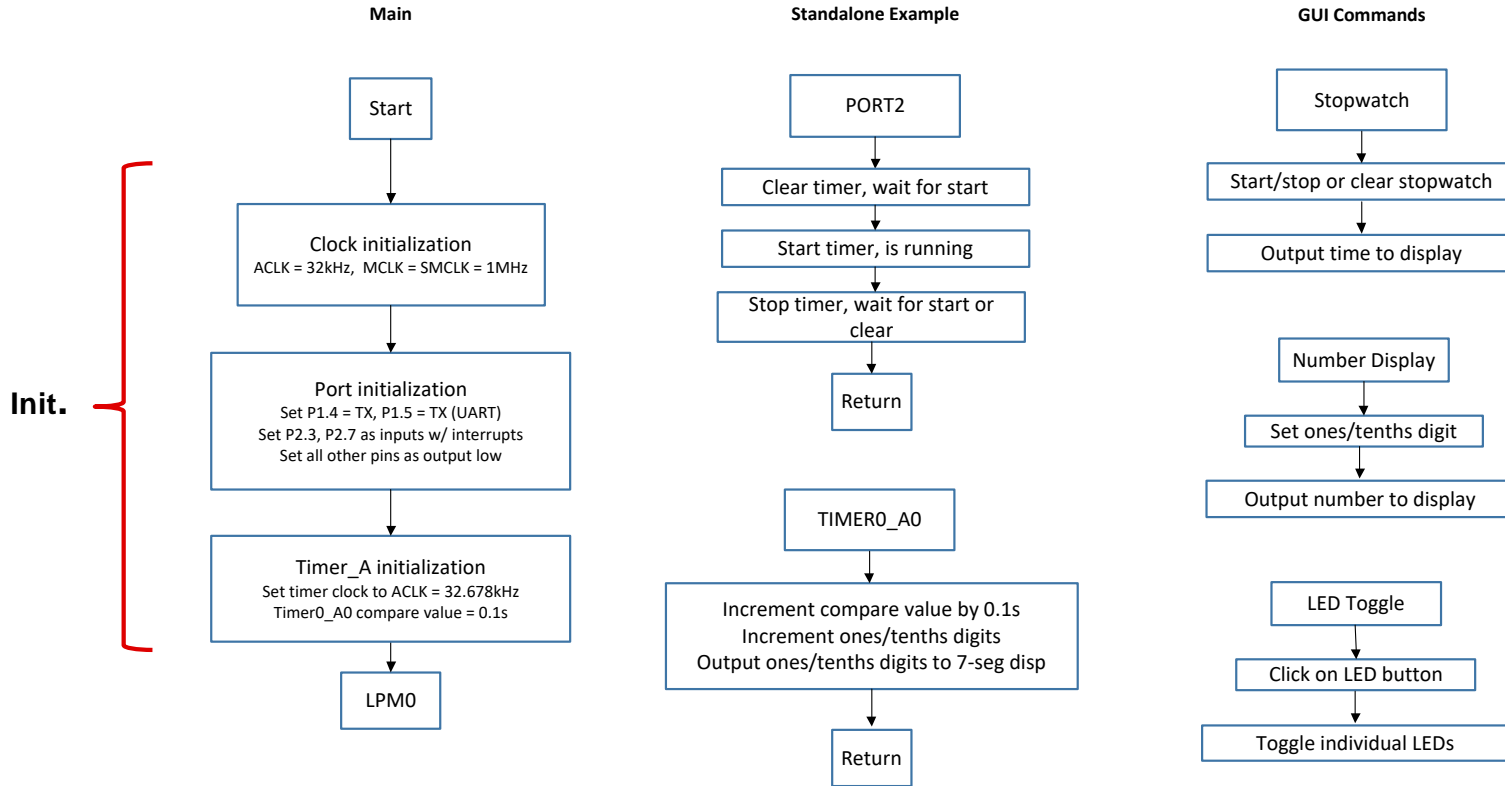 Main
Start
Init.
Clock initialization
ACLK = 32kHz, MCLK = SMCLK = 1MHz
Port initialization
Set P1.4 = TX, P1.5 = TX (UART)
Set P2.3, P2.7 as inputs w/ interrupts
Set all other pins as output low
Timer_A initialization
Set timer clock to ACLK = 32.678kHz
Timer0_A0 compare value = 0.1s
LPM0
Standalone Example
PORT2
Clear timer, wait for start
Start timer, is running
Stop timer, wait for start or
clear
Return
TIMER0_A0
Increment compare value by 0.1s
Increment ones/tenths digits
Output ones/tenths digits to 7-seg disp
Return
GUI Commands
Stopwatch
Start/stop or clear stopwatch
Output time to display
Number Display
Set ones/tenths digit
Output number to display
LED Toggle
Click on LED button
Toggle individual LEDs